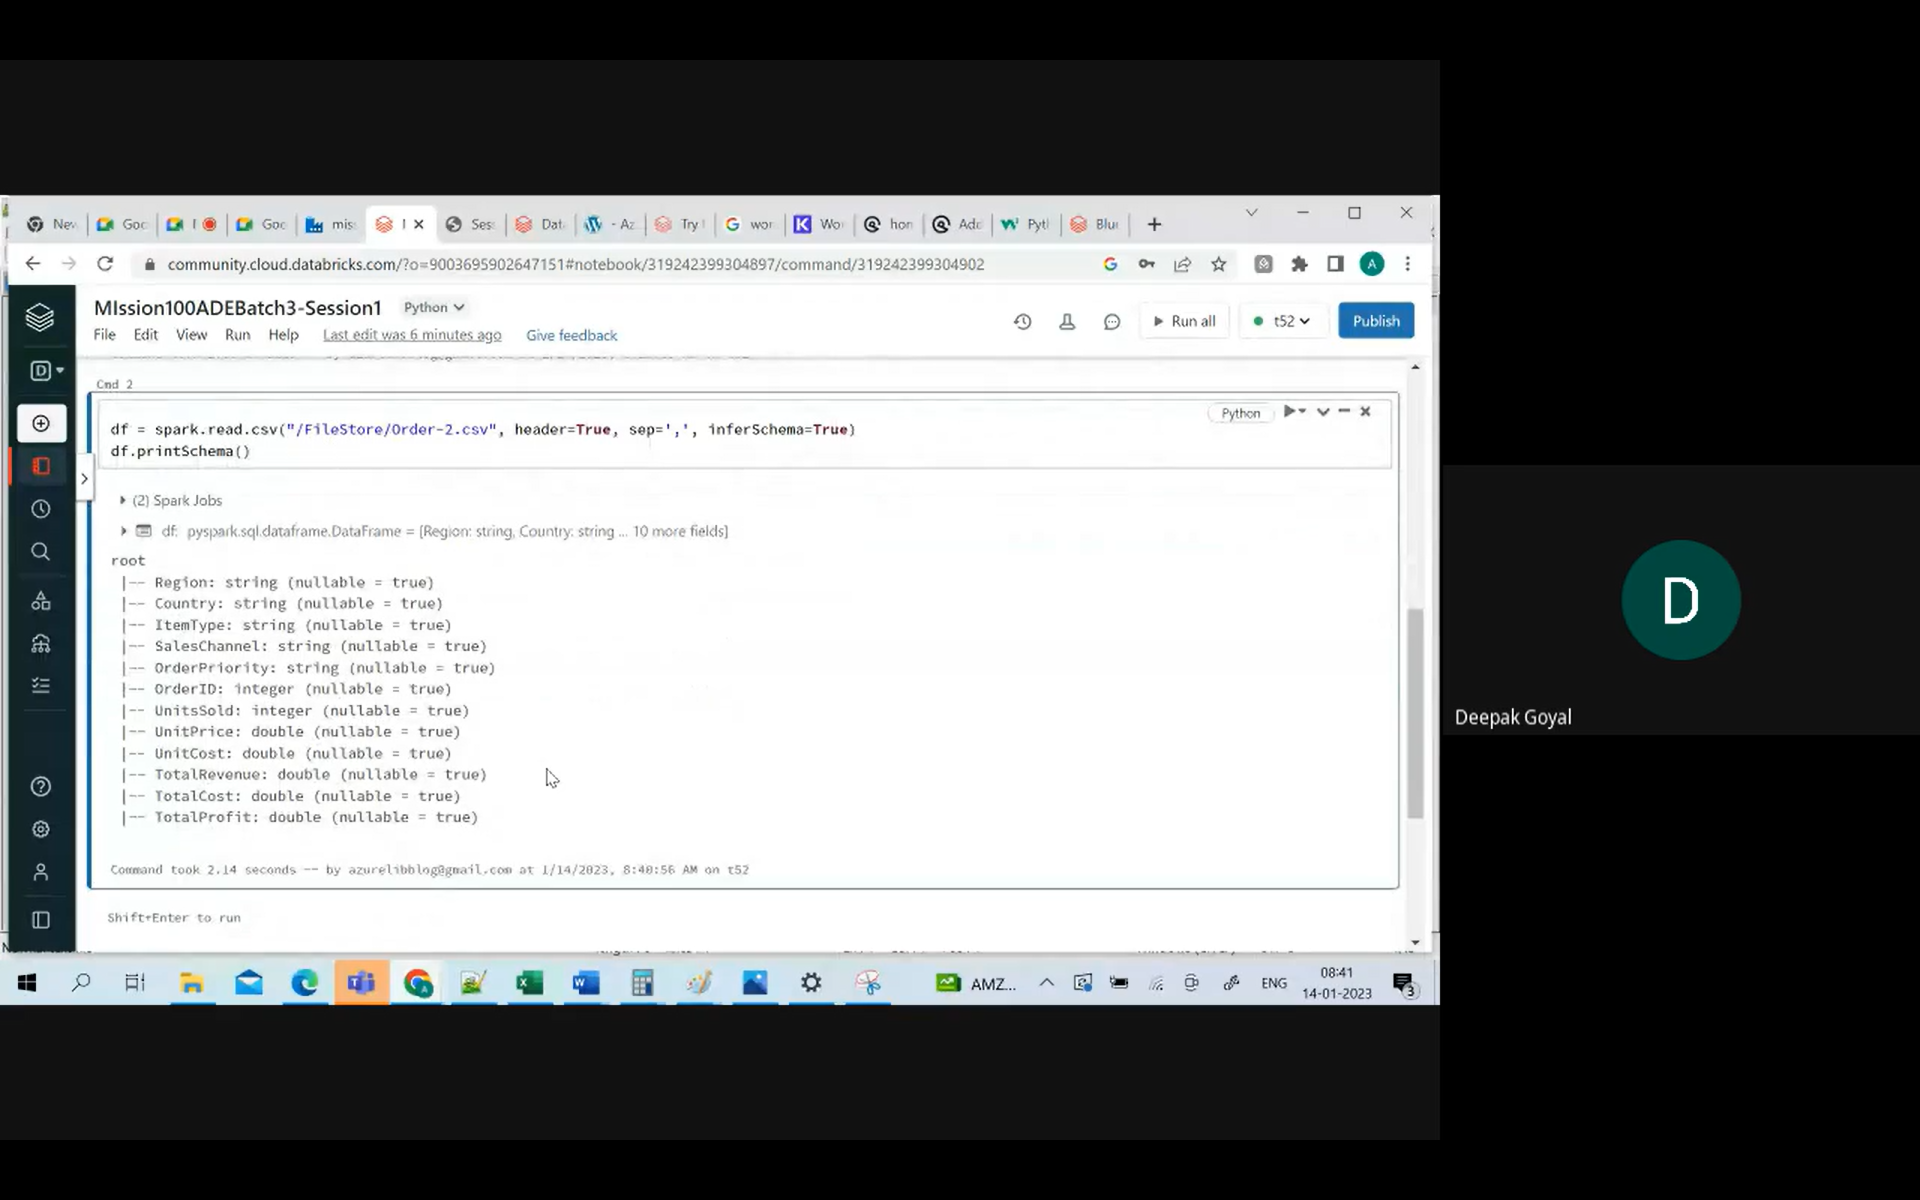 Nev
Goc
Goc
mis
Ses
Data
- Az
Try
wor
Wo
hon
Add
Pyt
Blu
community.cloud.databricks.com/?o=9003695902647151#notebook/319242399304897/command/319242399304902
A
MIssion100ADEBatch3-Session1
Python
File Edit View Run Help Last edit was 6 minutes ago Give feedback
Run all
t52
Publish
D
Cmd 2
Python
df = spark.read.csv("/FileStore/Order-2.csv", header=True, sep=',', inferSchema=True)
df.printSchema()
(2) Spark Jobs
df: pyspark.sql.dataframe.DataFrame = [Region: string, Country: string ... 10 more fields]
root
|-- Region: string (nullable = true)
|-- Country: string (nullable = true)
|-- ItemType: string (nullable = true)
|-- SalesChannel: string (nullable = true)
|-- OrderPriority: string (nullable = true)
|-- OrderID: integer (nullable = true)
|-- UnitsSold: integer (nullable = true)
|-- UnitPrice: double (nullable = true)
|-- UnitCost: double (nullable = true)
|-- TotalRevenue: double (nullable = true)
|-- TotalCost: double (nullable = true)
|-- TotalProfit: double (nullable = true)
Command took 2.14 seconds -- by azurelibblog@gmail.com at 1/14/2023, 8:40:56 AM on t52
Shift+Enter to run
AMZ...
ENG
08:41
14-01-2023
3
D
Deepak Goyal